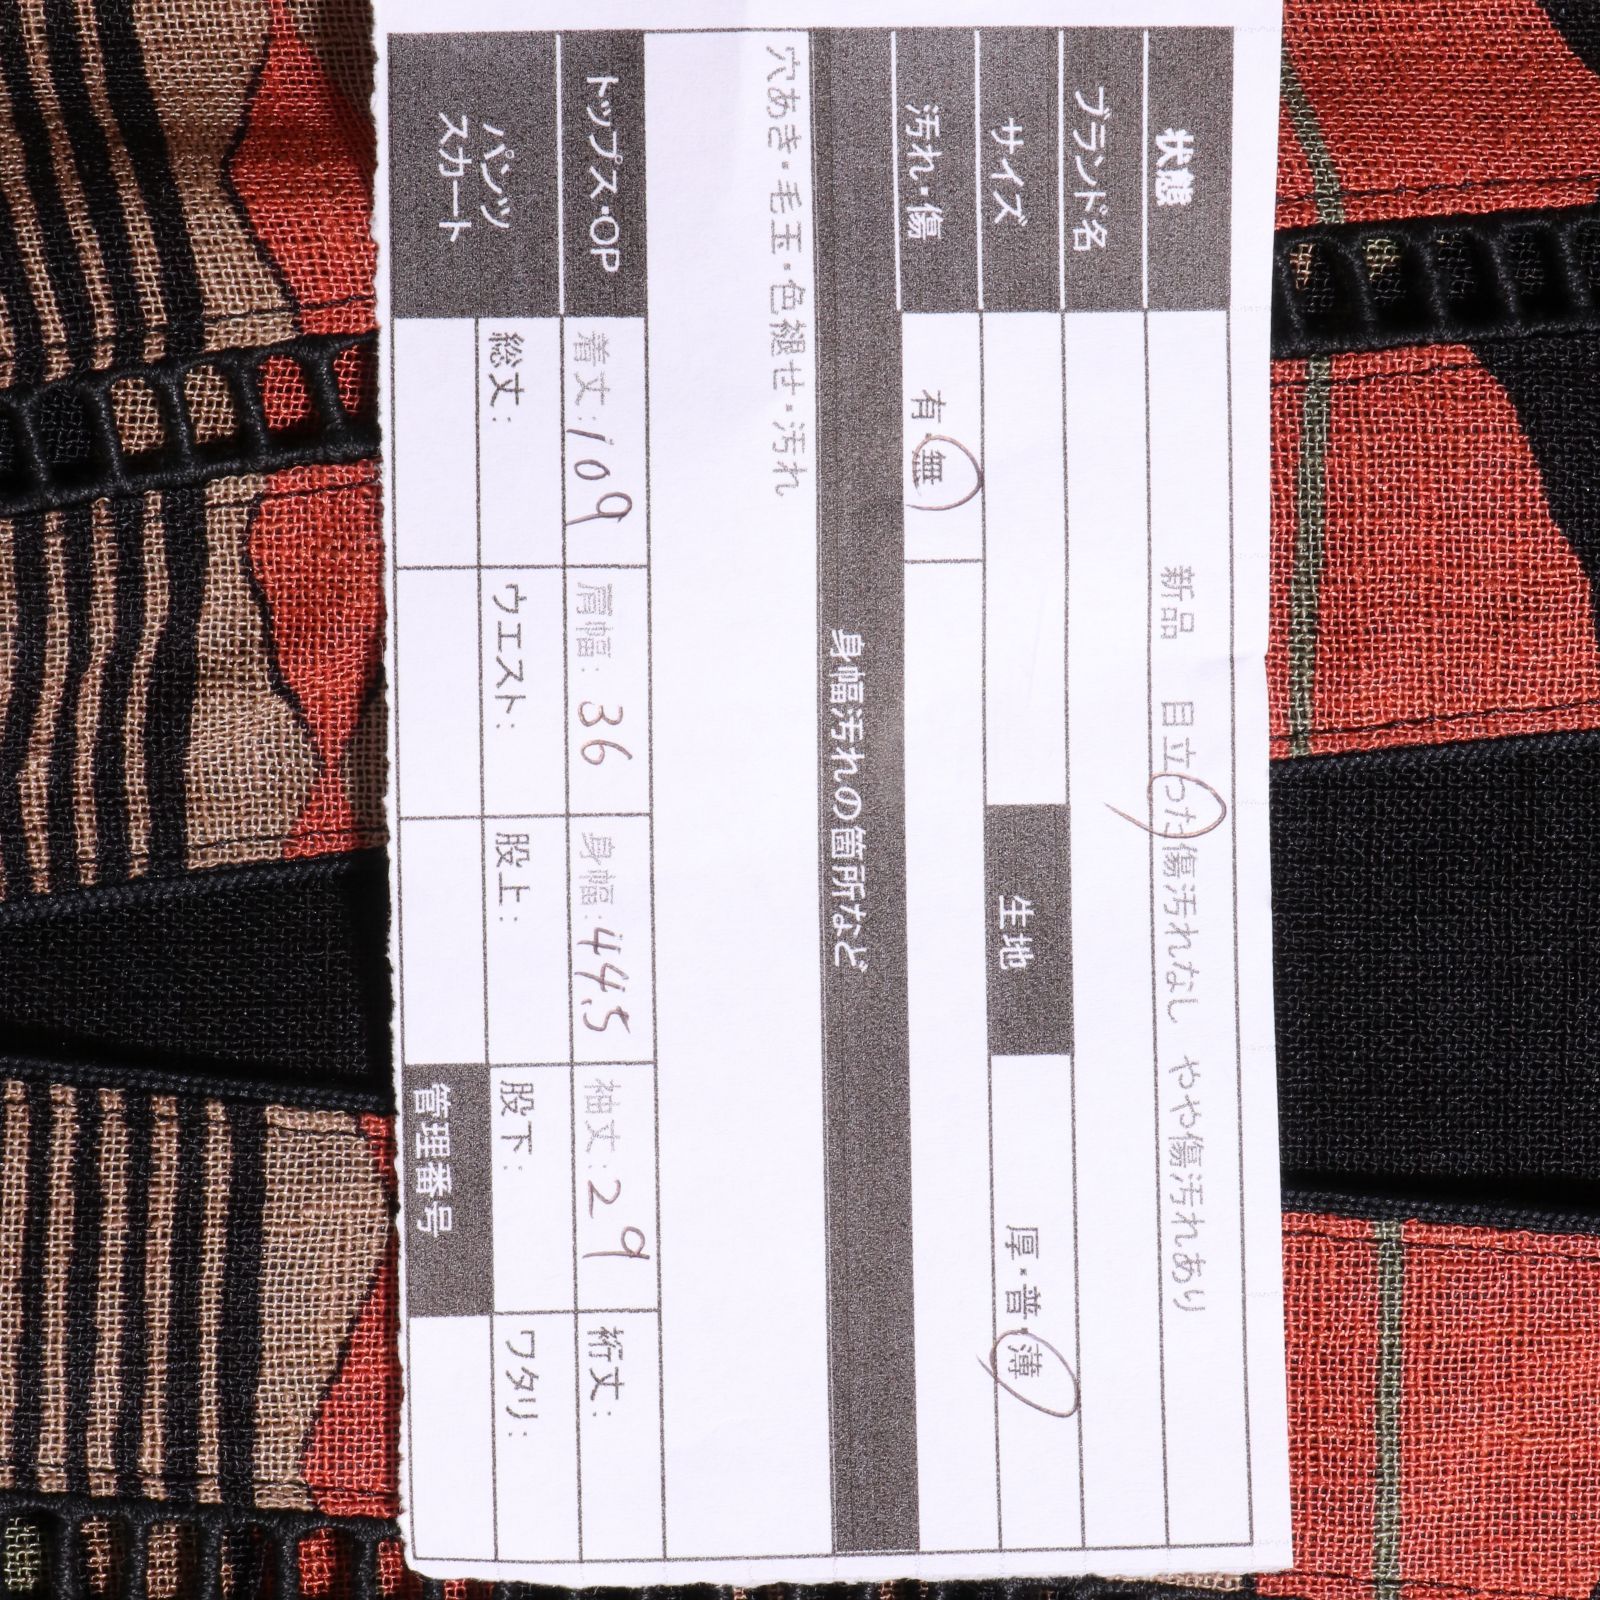 状態 新品 目立った傷汚れなし やや傷汚れあり
ブランド名
サイズ 生地 厚・普・薄
汚れ・傷 有・無
身幅汚れの箇所など
穴あき・毛玉・色褪せ・汚れ
トップス・OP 着丈:109 肩幅:36 身幅:44.5 袖丈:29 裄丈:
パンツ スカート 総丈: ウエスト: 股上: 股下: ワタリ:
管理番号